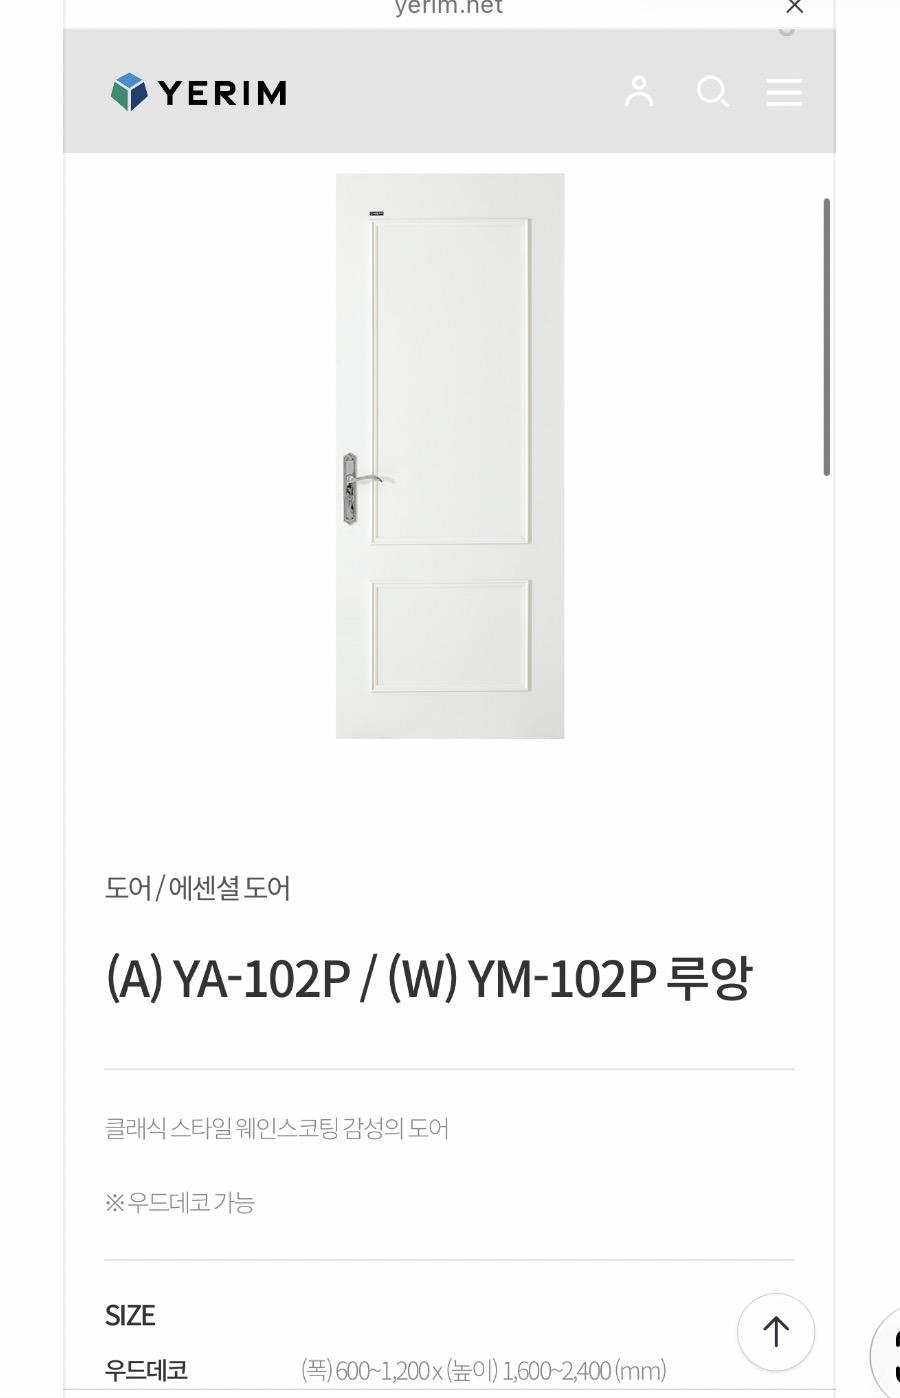 yerim.net
YERIM
도어 / 에센셜 도어
(A) YA-102P / (W) YM-102P 루앙
클래식 스타일 웨인스코팅 감성의 도어
※ 우드데코 가능
SIZE
우드데코 (폭) 600~1,200 x (높이) 1,600~2,400 (mm)